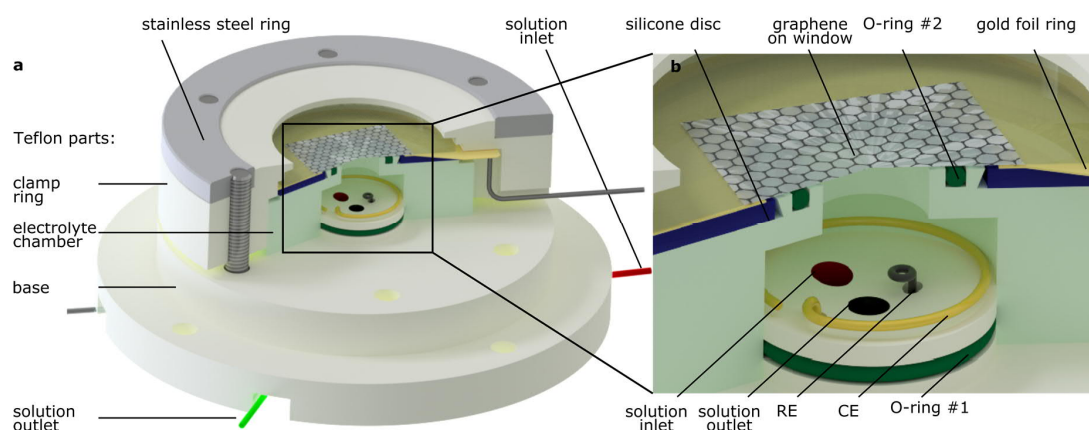 stainless steel ring
solution
inlet
silicone disc
graphene
on window
O-ring #2
gold foil ring
a
b
Teflon parts:
clamp
ring
electrolyte
chamber
base
solution
outlet
solution
inlet
solution
outlet
RE
CE
O-ring #1